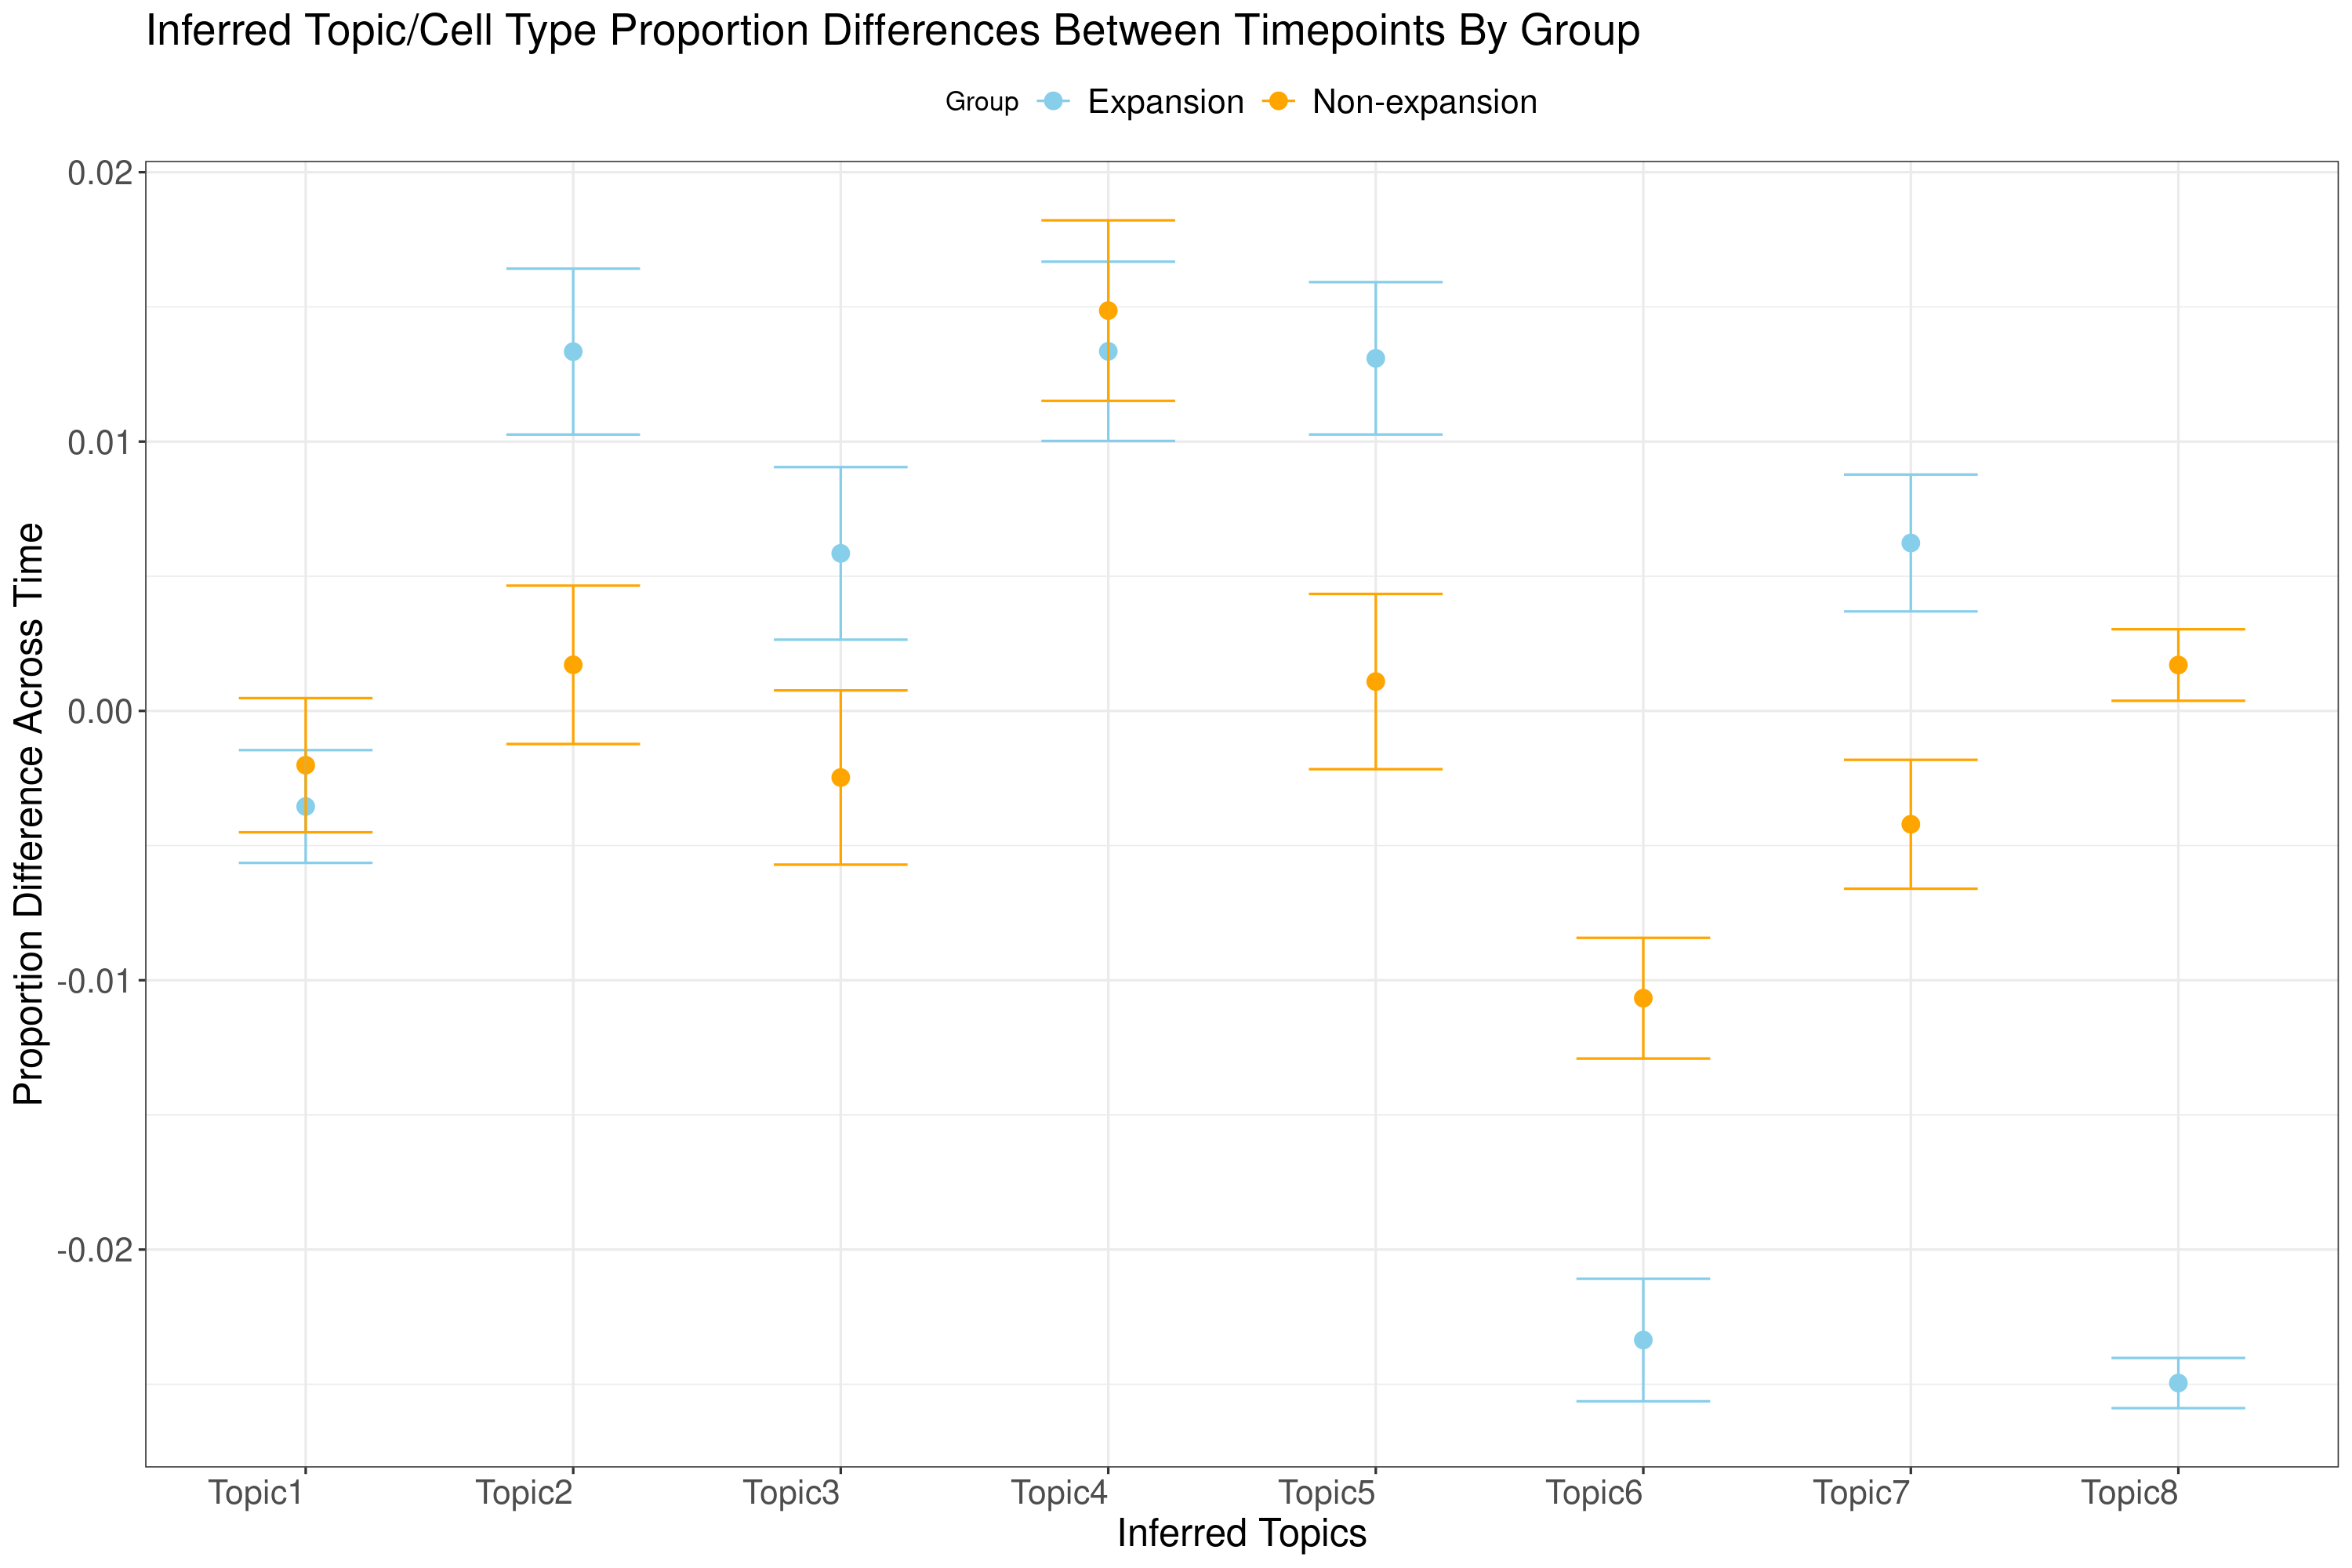 Inferred Topic/Cell Type Proportion Differences Between Timepoints By Group
Group Expansion Non-expansion
Proportion Difference Across Time
0.02
0.01
0.00
-0.01
-0.02
Topic1 Topic2 Topic3 Topic4 Topic5 Topic6 Topic7 Topic8
Inferred Topics